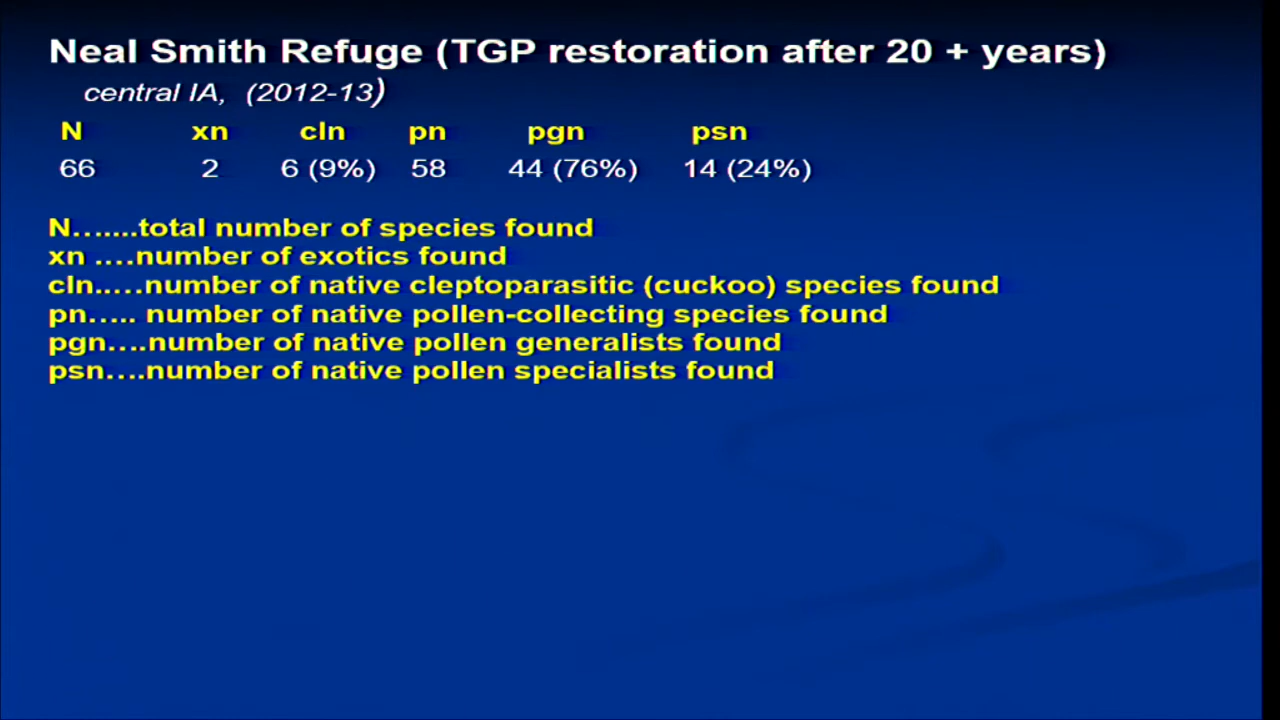 Neal Smith Refuge (TGP restoration after 20 + years)
central IA, (2012-13)
N xn cln pn pgn psn
66 2 6 (9%) 58 44 (76%) 14 (24%)
N…....total number of species found
xn ….number of exotics found
cln..…number of native cleptoparasitic (cuckoo) species found
pn….. number of native pollen-collecting species found
pgn….number of native pollen generalists found
psn….number of native pollen specialists found